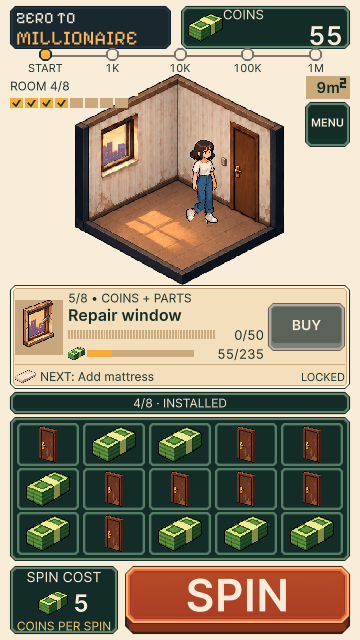 ZERO TO
MILLIONAIRE
COINS
55
START
1K
10K
100K
1M
ROOM 4/8
9m²
MENU
5/8 • COINS + PARTS
Repair window
0/50
55/235
BUY
NEXT: Add mattress
LOCKED
4/8 · INSTALLED
SPIN COST
5
COINS PER SPIN
SPIN